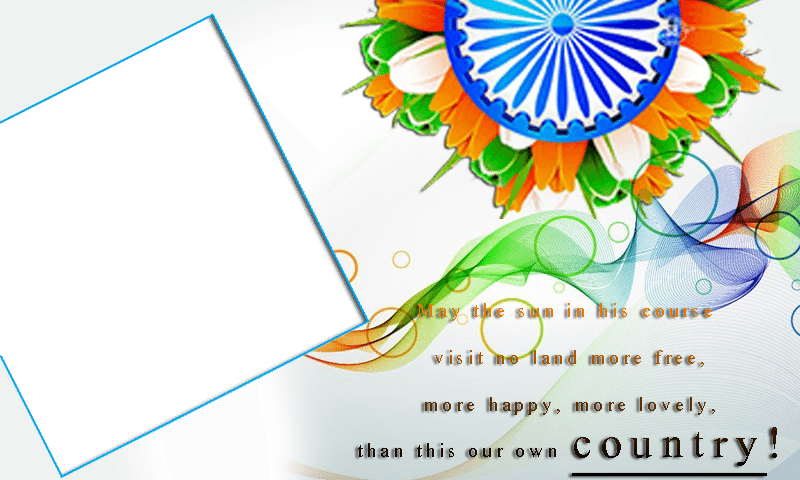 May the sun in his course
visit no land more free,
more happy, more lovely,
than this our own country!